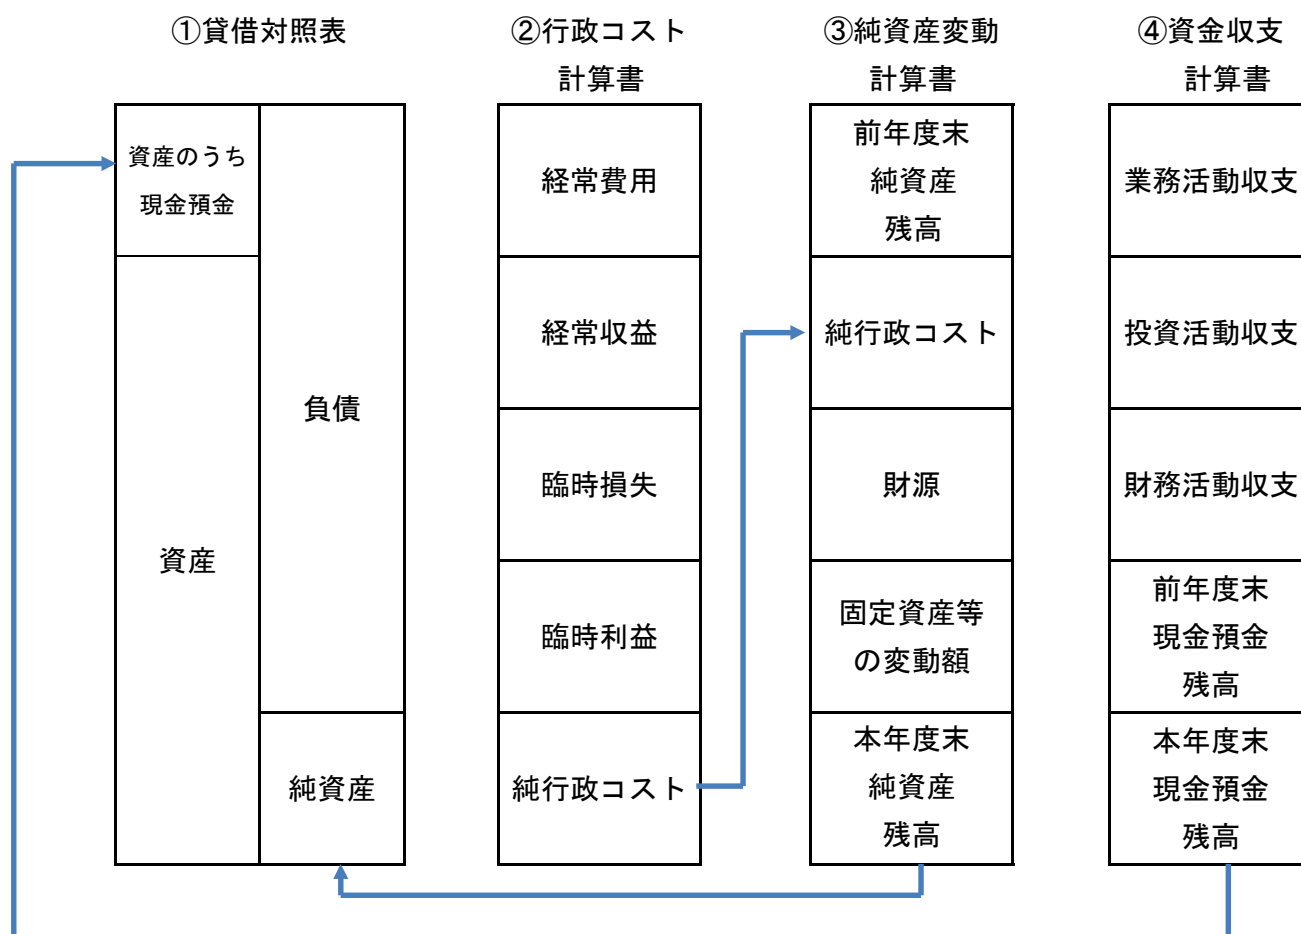 ①貸借対照表
資産のうち
現金預金
資産
負債
純資産
②行政コスト
計算書
経常費用
経常収益
臨時損失
臨時利益
純行政コスト
③純資産変動
計算書
前年度末
純資産
残高
純行政コスト
財源
固定資産等
の変動額
本年度末
純資産
残高
④資金収支
計算書
業務活動収支
投資活動収支
財務活動収支
前年度末
現金預金
残高
本年度末
現金預金
残高